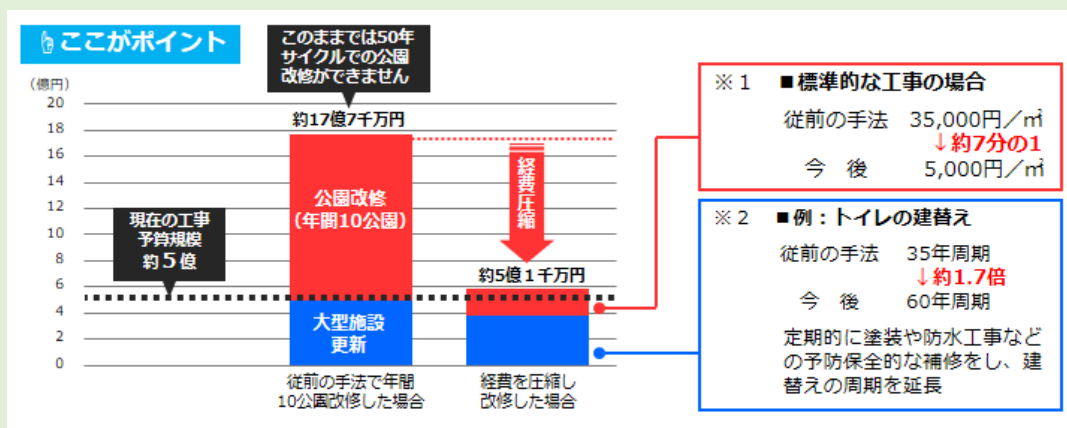 ここがポイント
このままでは50年
サイクルでの公園
改修ができません
（億円）
20
18
16
14
12
10
8
6
4
2
0
約17億7千万円
公園改修
（年間10公園）
大型施設
更新
現在の工事
予算規模
約５億
経費圧縮
約5億1千万円
従前の手法で年間
10公園改修した場合
経費を圧縮し
改修した場合
※１ ■標準的な工事の場合
従前の手法 35,000円／㎡
↓約7分の1
今 後 5,000円／㎡
※２ ■例：トイレの建替え
従前の手法 35年周期
↓約1.7倍
今 後 60年周期
定期的に塗装や防水工事など
の予防保全的な補修をし、建
替えの周期を延長